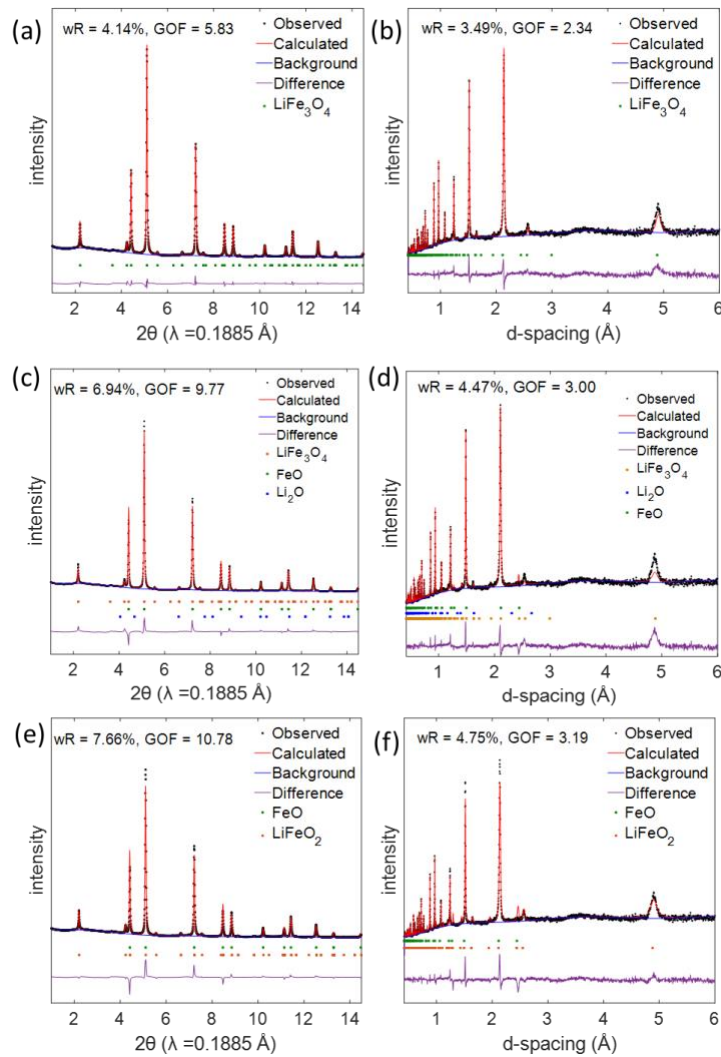 (a)
wR = 4.14%, GOF = 5.83
Observed
Calculated
Background
Difference
LiFe₃O₄
intensity
2 4 6 8 10 12 14
2θ (λ =0.1885 Å)
(b)
wR = 3.49%, GOF = 2.34
Observed
Calculated
Background
Difference
LiFe₃O₄
intensity
1 2 3 4 5 6
d-spacing (Å)
(c)
wR = 6.94%, GOF = 9.77
Observed
Calculated
Background
Difference
LiFe₃O₄
FeO
Li₂O
intensity
2 4 6 8 10 12 14
2θ (λ =0.1885 Å)
(d)
wR = 4.47%, GOF = 3.00
Observed
Calculated
Background
Difference
LiFe₃O₄
Li₂O
FeO
intensity
1 2 3 4 5 6
d-spacing (Å)
(e)
wR = 7.66%, GOF = 10.78
Observed
Calculated
Background
Difference
FeO
LiFeO₂
intensity
2 4 6 8 10 12 14
2θ (λ =0.1885 Å)
(f)
wR = 4.75%, GOF = 3.19
Observed
Calculated
Background
Difference
FeO
LiFeO₂
intensity
1 2 3 4 5 6
d-spacing (Å)